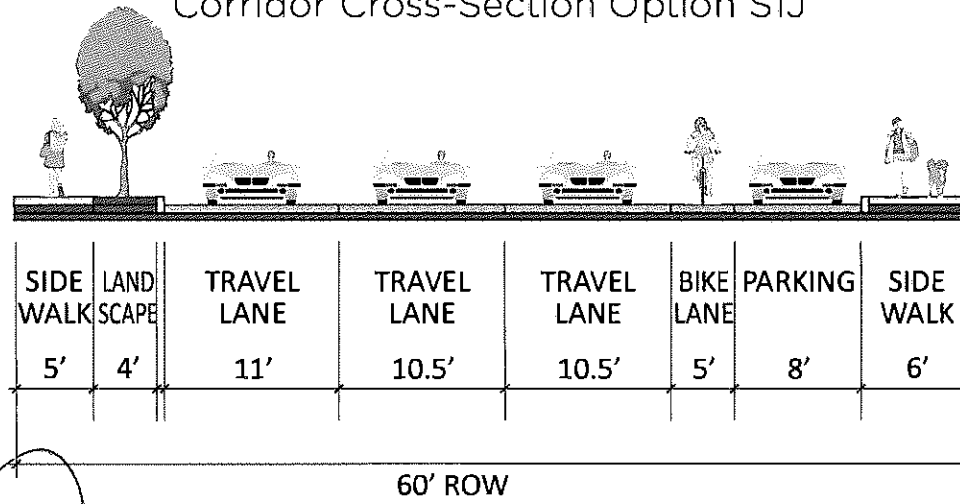 Corridor Cross-Section Option S1J
SIDE WALK
LAND SCAPE
TRAVEL LANE
TRAVEL LANE
TRAVEL LANE
BIKE LANE
PARKING
SIDE WALK
5' 4' 11' 10.5' 10.5' 5' 8' 6'
60' ROW